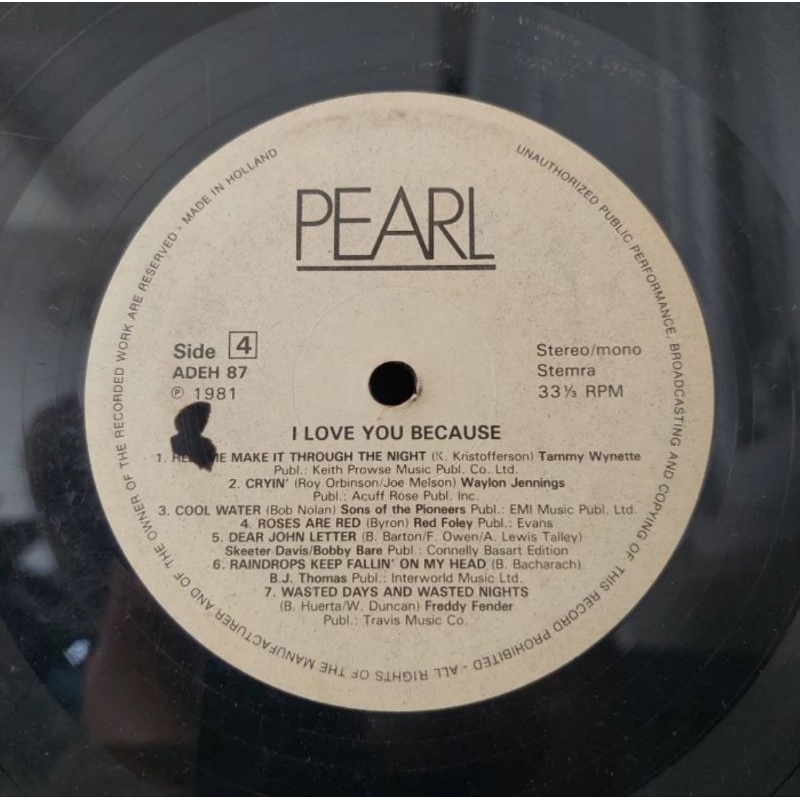 PEARL
Side 4
ADEH 87
℗ 1981
Stereo/mono
Stemra
33⅓ RPM
I LOVE YOU BECAUSE
1. ME MAKE IT THROUGH THE NIGHT (K. Kristofferson) Tammy Wynette
Publ.: Keith Prowse Music Publ. Co. Ltd.
2. CRYIN' (Roy Orbinson/Joe Melson) Waylon Jennings
Publ.: Acuff Rose Publ. Inc.
3. COOL WATER (Bob Nolan) Sons of the Pioneers Publ.: EMI Music Publ. Ltd.
4. ROSES ARE RED (Byron) Red Foley Publ.: Evans
5. DEAR JOHN LETTER (B. Barton/F. Owen/A. Lewis Talley)
Skeeter Davis/Bobby Bare Publ.: Connelly Basart Edition
6. RAINDROPS KEEP FALLIN' ON MY HEAD (B. Bacharach)
B.J. Thomas Publ.: Interworld Music Ltd.
7. WASTED DAYS AND WASTED NIGHTS
(B. Huerta/W. Duncan) Freddy Fender
Publ.: Travis Music Co.
UNAUTHORIZED PUBLIC PERFORMANCE, BROADCASTING AND COPYING OF THIS RECORD PROHIBITED - ALL RIGHTS OF THE MANUFACTURER AND OF THE OWNER OF THE RECORDED WORK ARE RESERVED - MADE IN HOLLAND